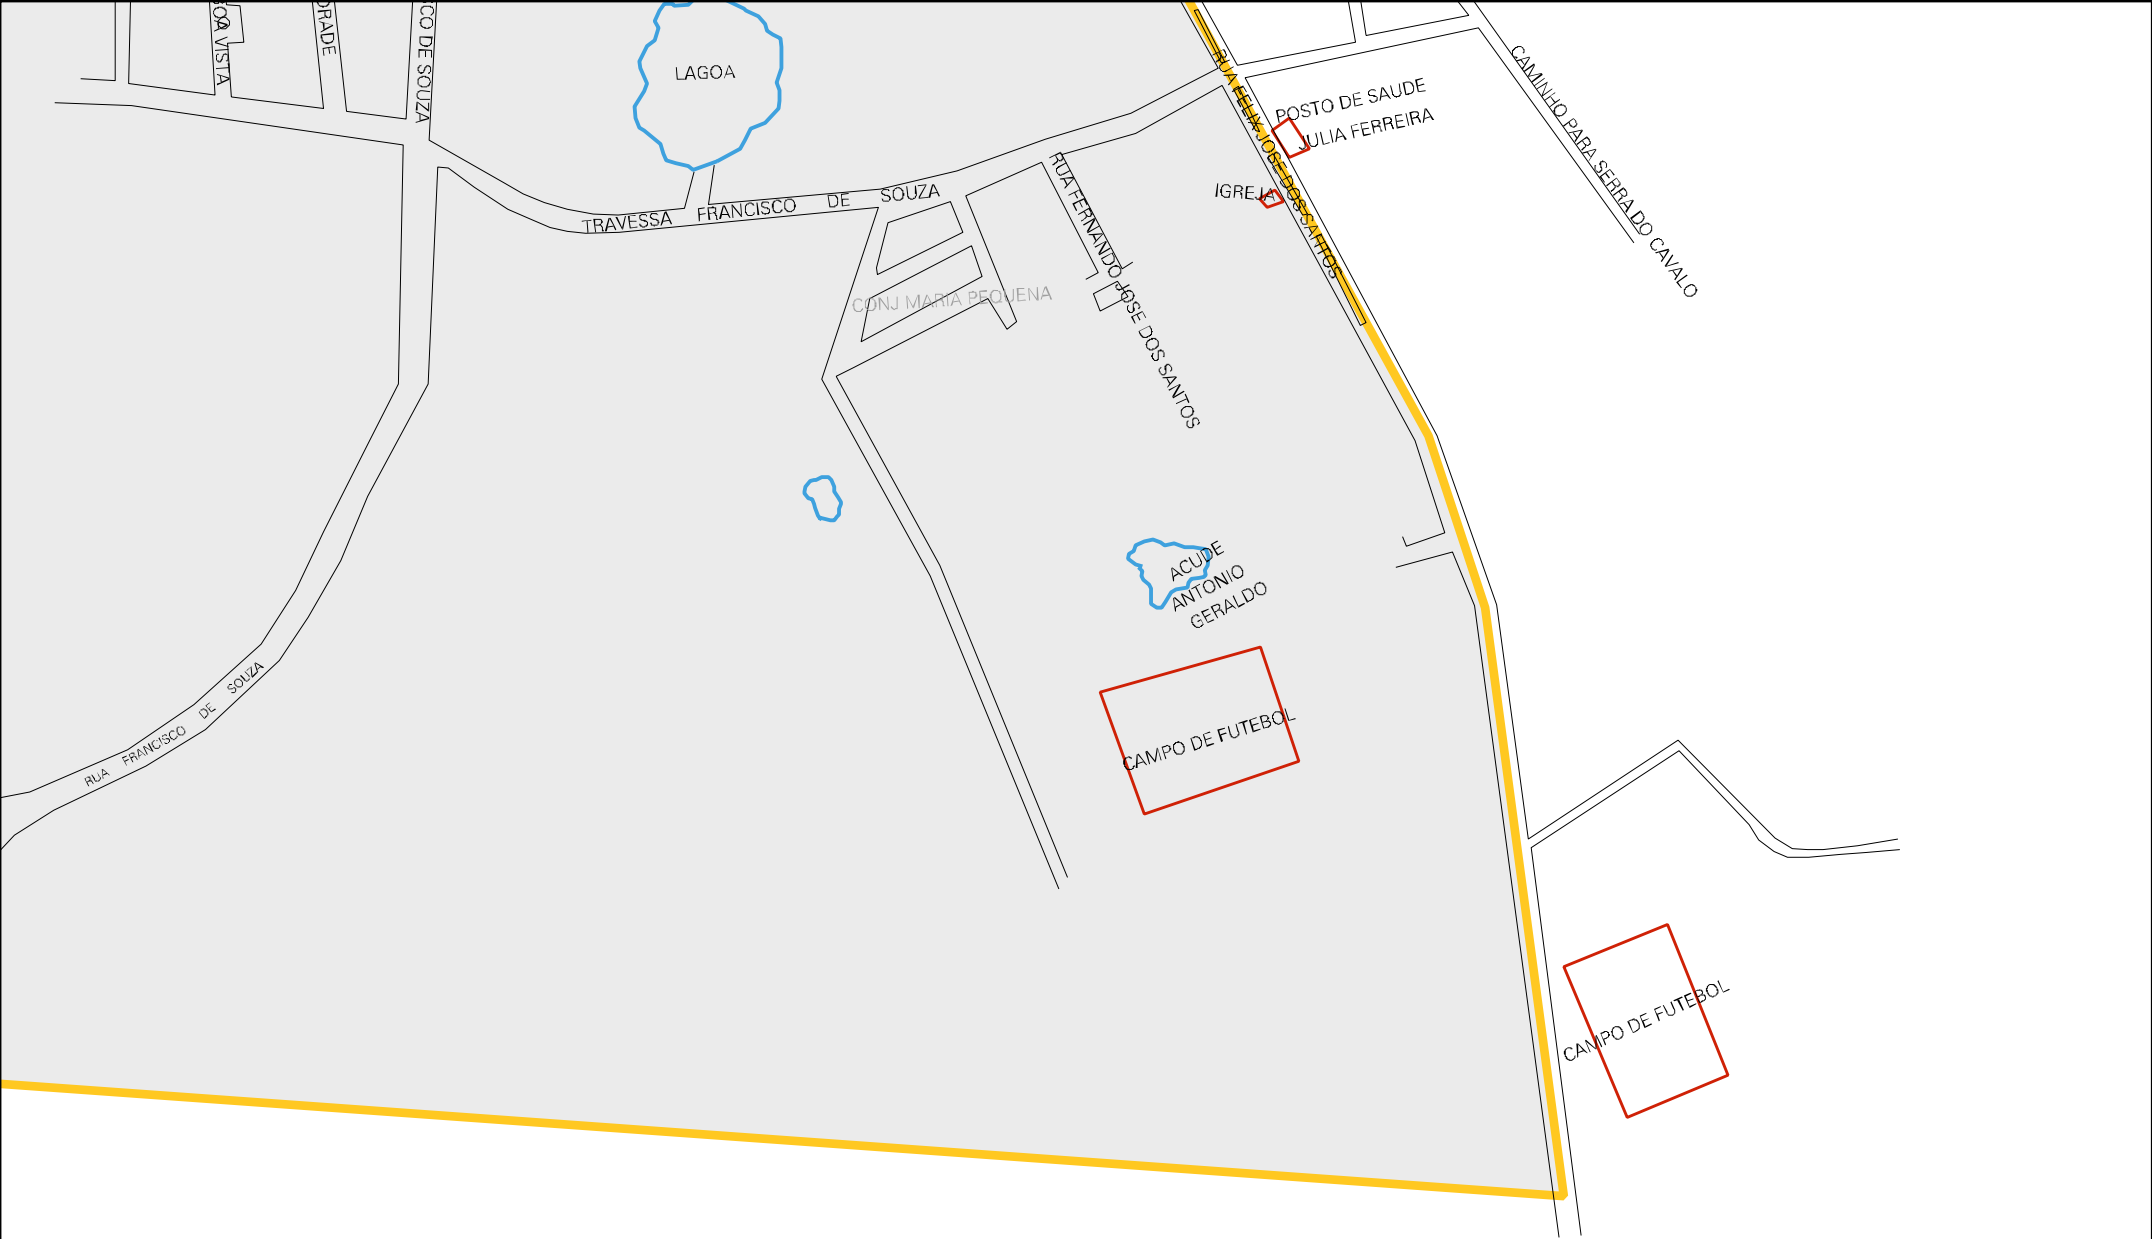 VISTA
DRADE
CO DE SOUZA
LAGOA
RUA FELIX JOSE DOS SANTOS
CAMINHO PARA SERRA DO CAVALO
POSTO DE SAUDE
JULIA FERREIRA
IGREJA
TRAVESSA FRANCISCO DE SOUZA
RUA FERNANDO JOSE DOS SANTOS
CONJ MARIA PEQUENA
ACUDE
ANTONIO
GERALDO
RUA FRANCISCO DE SOUZA
CAMPO DE FUTEBOL
CAMPO DE FUTEBOL